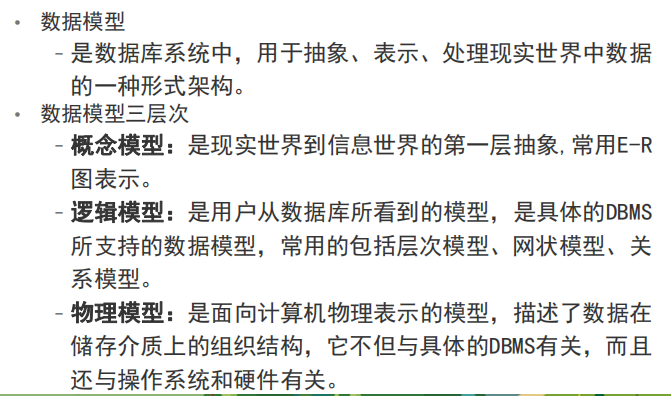 • 数据模型
– 是数据库系统中，用于抽象、表示、处理现实世界中数据
的一种形式架构。
• 数据模型三层次
– 概念模型：是现实世界到信息世界的第一层抽象,常用E-R
图表示。
– 逻辑模型：是用户从数据库所看到的模型，是具体的DBMS
所支持的数据模型，常用的包括层次模型、网状模型、关
系模型。
– 物理模型：是面向计算机物理表示的模型，描述了数据在
储存介质上的组织结构，它不但与具体的DBMS有关，而且
还与操作系统和硬件有关。